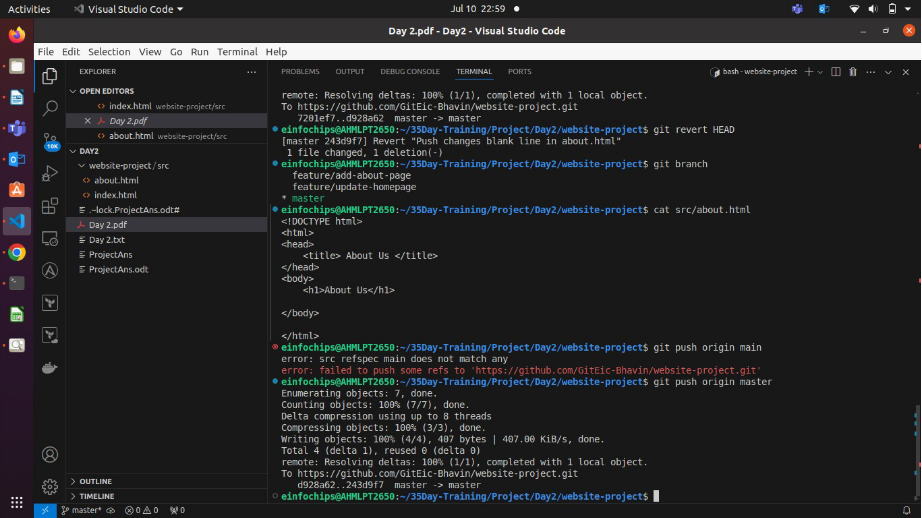 Activities
Visual Studio Code
Jul 10 22:59
Day 2.pdf - Day2 - Visual Studio Code
File Edit Selection View Go Run Terminal Help
EXPLORER
OPEN EDITORS
index.html website-project/src
Day 2.pdf
about.html website-project/src
10K
DAY2
website-project / src
about.html
index.html
.~lock.ProjectAns.odt#
Day 2.pdf
Day 2.txt
ProjectAns
ProjectAns.odt
OUTLINE
TIMELINE
PROBLEMS OUTPUT DEBUG CONSOLE TERMINAL PORTS
bash - website-project
remote: Resolving deltas: 100% (1/1), completed with 1 local object.
To https://github.com/GitEic-Bhavin/website-project.git
7201ef7..d928a62 master -> master
einfochips@AHMLPT2650:~/35Day-Training/Project/Day2/website-project$ git revert HEAD
[master 243d9f7] Revert "Push changes blank line in about.html"
1 file changed, 1 deletion(-)
einfochips@AHMLPT2650:~/35Day-Training/Project/Day2/website-project$ git branch
feature/add-about-page
feature/update-homepage
* master
einfochips@AHMLPT2650:~/35Day-Training/Project/Day2/website-project$ cat src/about.html
<!DOCTYPE html>
<html>
<head>
<title> About Us </title>
</head>
<body>
<h1>About Us</h1>
</body>
</html>
einfochips@AHMLPT2650:~/35Day-Training/Project/Day2/website-project$ git push origin main
error: src refspec main does not match any
error: failed to push some refs to 'https://github.com/GitEic-Bhavin/website-project.git'
einfochips@AHMLPT2650:~/35Day-Training/Project/Day2/website-project$ git push origin master
Enumerating objects: 7, done.
Counting objects: 100% (7/7), done.
Delta compression using up to 8 threads
Compressing objects: 100% (3/3), done.
Writing objects: 100% (4/4), 407 bytes | 407.00 KiB/s, done.
Total 4 (delta 1), reused 0 (delta 0)
remote: Resolving deltas: 100% (1/1), completed with 1 local object.
To https://github.com/GitEic-Bhavin/website-project.git
d928a62..243d9f7 master -> master
einfochips@AHMLPT2650:~/35Day-Training/Project/Day2/website-project$
master* 0 0 0